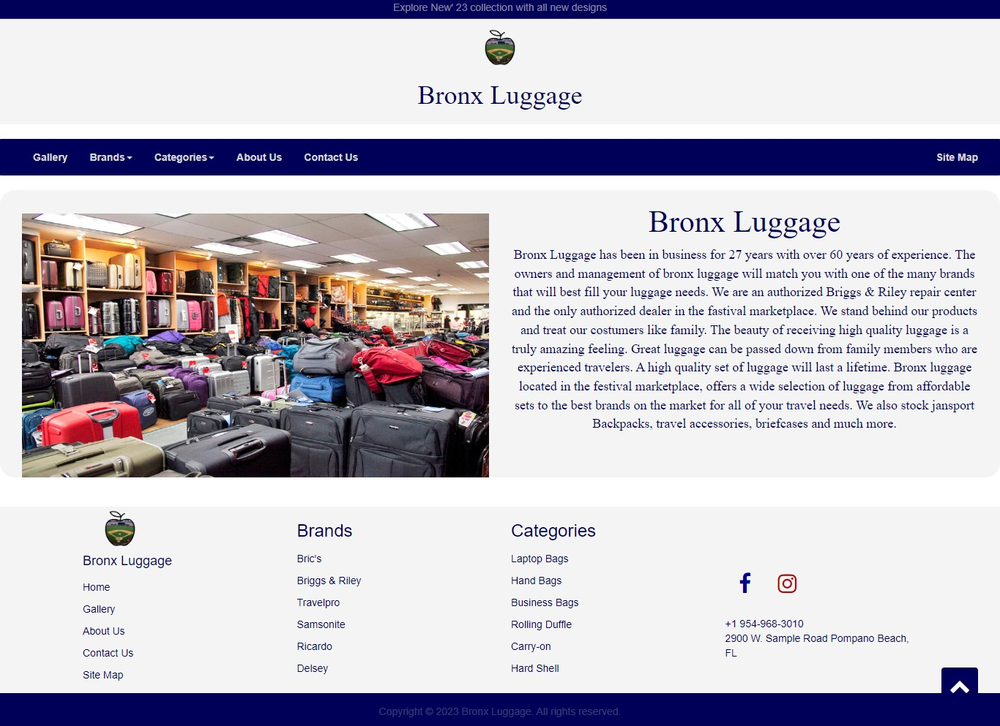 Explore New' 23 collection with all new designs
Bronx Luggage
Gallery Brands Categories About Us Contact Us Site Map
Bronx Luggage
Bronx Luggage has been in business for 27 years with over 60 years of experience. The
owners and management of bronx luggage will match you with one of the many brands
that will best fill your luggage needs. We are an authorized Briggs & Riley repair center
and the only authorized dealer in the fastival marketplace. We stand behind our products
and treat our costumers like family. The beauty of receiving high quality luggage is a
truly amazing feeling. Great luggage can be passed down from family members who are
experienced travelers. A high quality set of luggage will last a lifetime. Bronx luggage
located in the festival marketplace, offers a wide selection of luggage from affordable
sets to the best brands on the market for all of your travel needs. We also stock jansport
Backpacks, travel accessories, briefcases and much more.
Bronx Luggage
Home
Gallery
About Us
Contact Us
Site Map
Brands
Bric's
Briggs & Riley
Travelpro
Samsonite
Ricardo
Delsey
Categories
Laptop Bags
Hand Bags
Business Bags
Rolling Duffle
Carry-on
Hard Shell
+1 954-968-3010
2900 W. Sample Road Pompano Beach,
FL
Copyright © 2023 Bronx Luggage. All rights reserved.